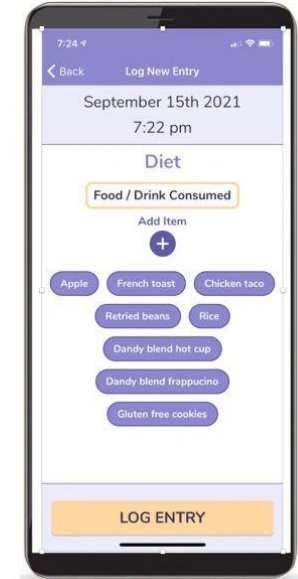 7:24
Back Log New Entry
September 15th 2021
7:22 pm
Diet
Food / Drink Consumed
Add Item
Apple French toast Chicken taco
Retried beans Rice
Dandy blend hot cup
Dandy blend frappucino
Gluten free cookies
LOG ENTRY